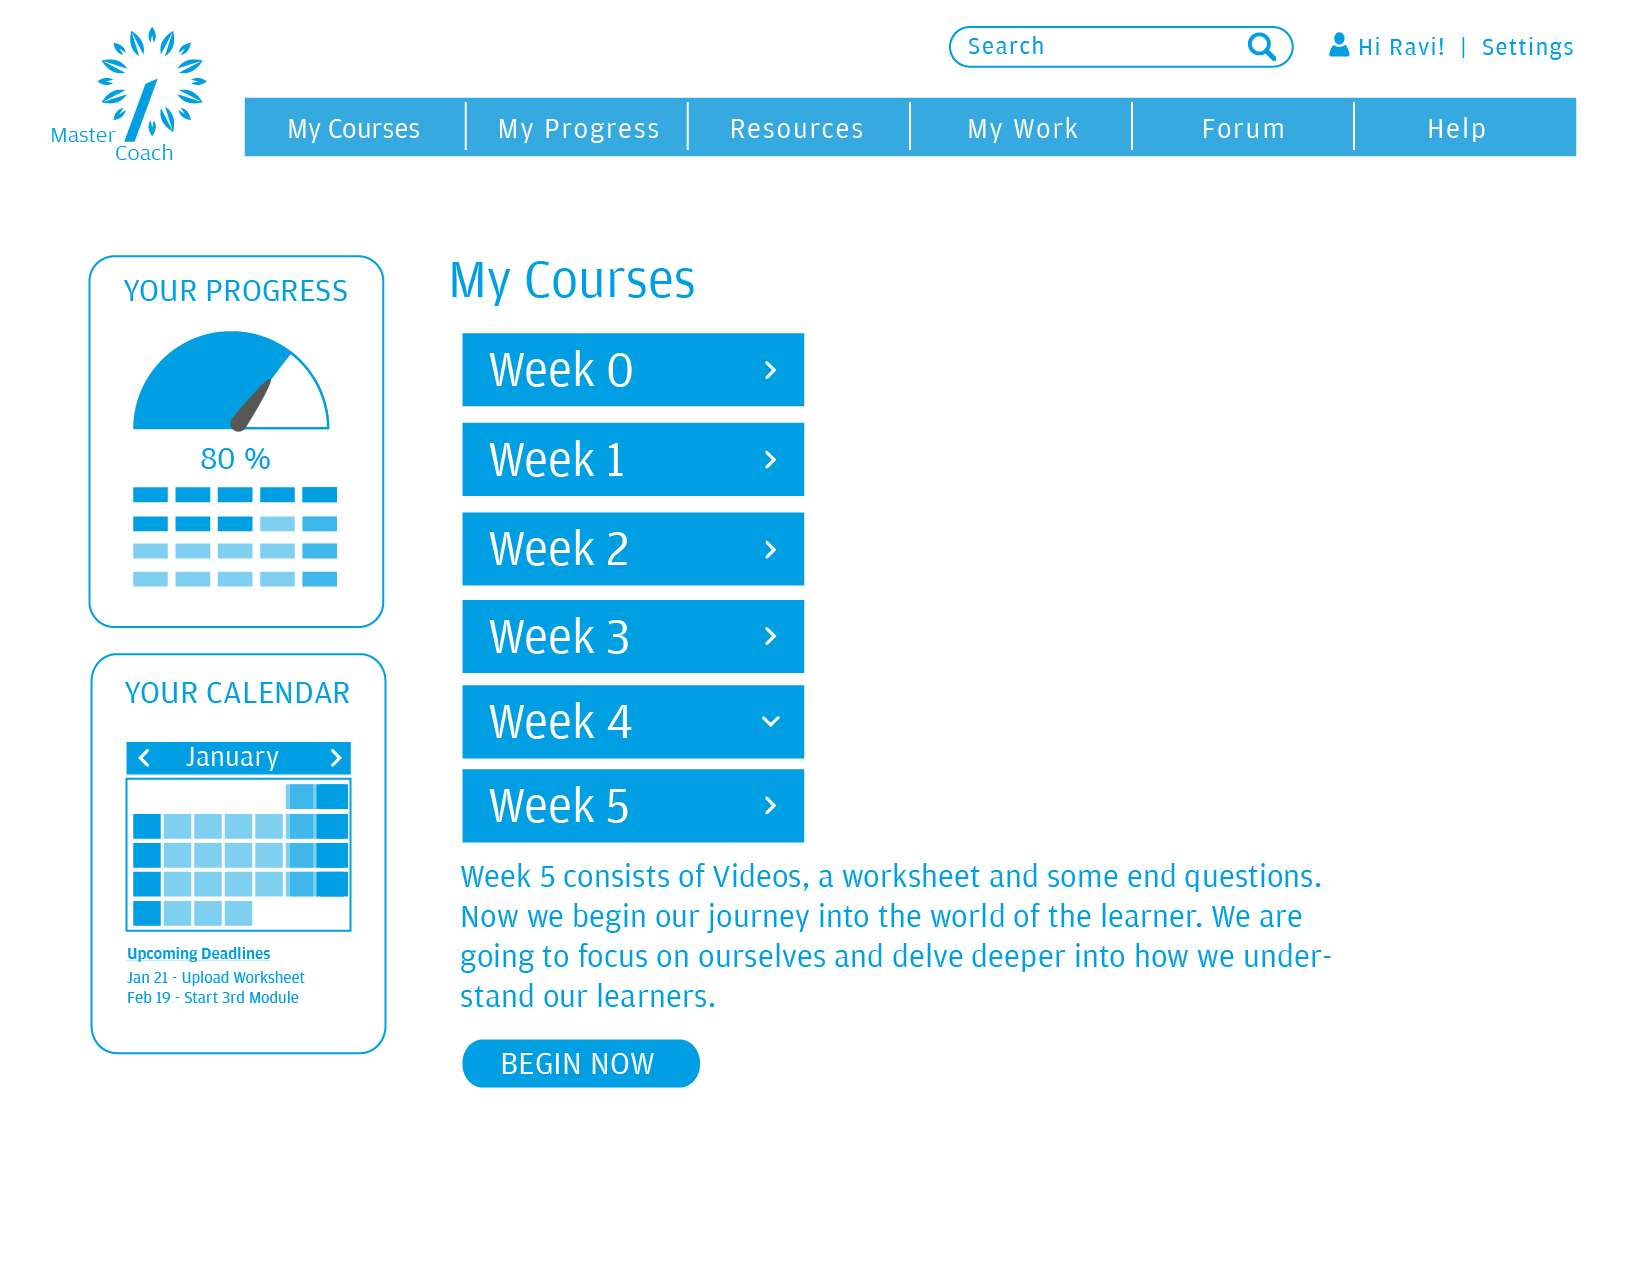 Master
Coach
Search
Hi Ravi! | Settings
My Courses
My Progress
Resources
My Work
Forum
Help
YOUR PROGRESS
80 %
YOUR CALENDAR
January
Upcoming Deadlines
Jan 21 - Upload Worksheet
Feb 19 - Start 3rd Module
My Courses
Week 0
Week 1
Week 2
Week 3
Week 4
Week 5
Week 5 consists of Videos, a worksheet and some end questions.
Now we begin our journey into the world of the learner. We are
going to focus on ourselves and delve deeper into how we under-
stand our learners.
BEGIN NOW